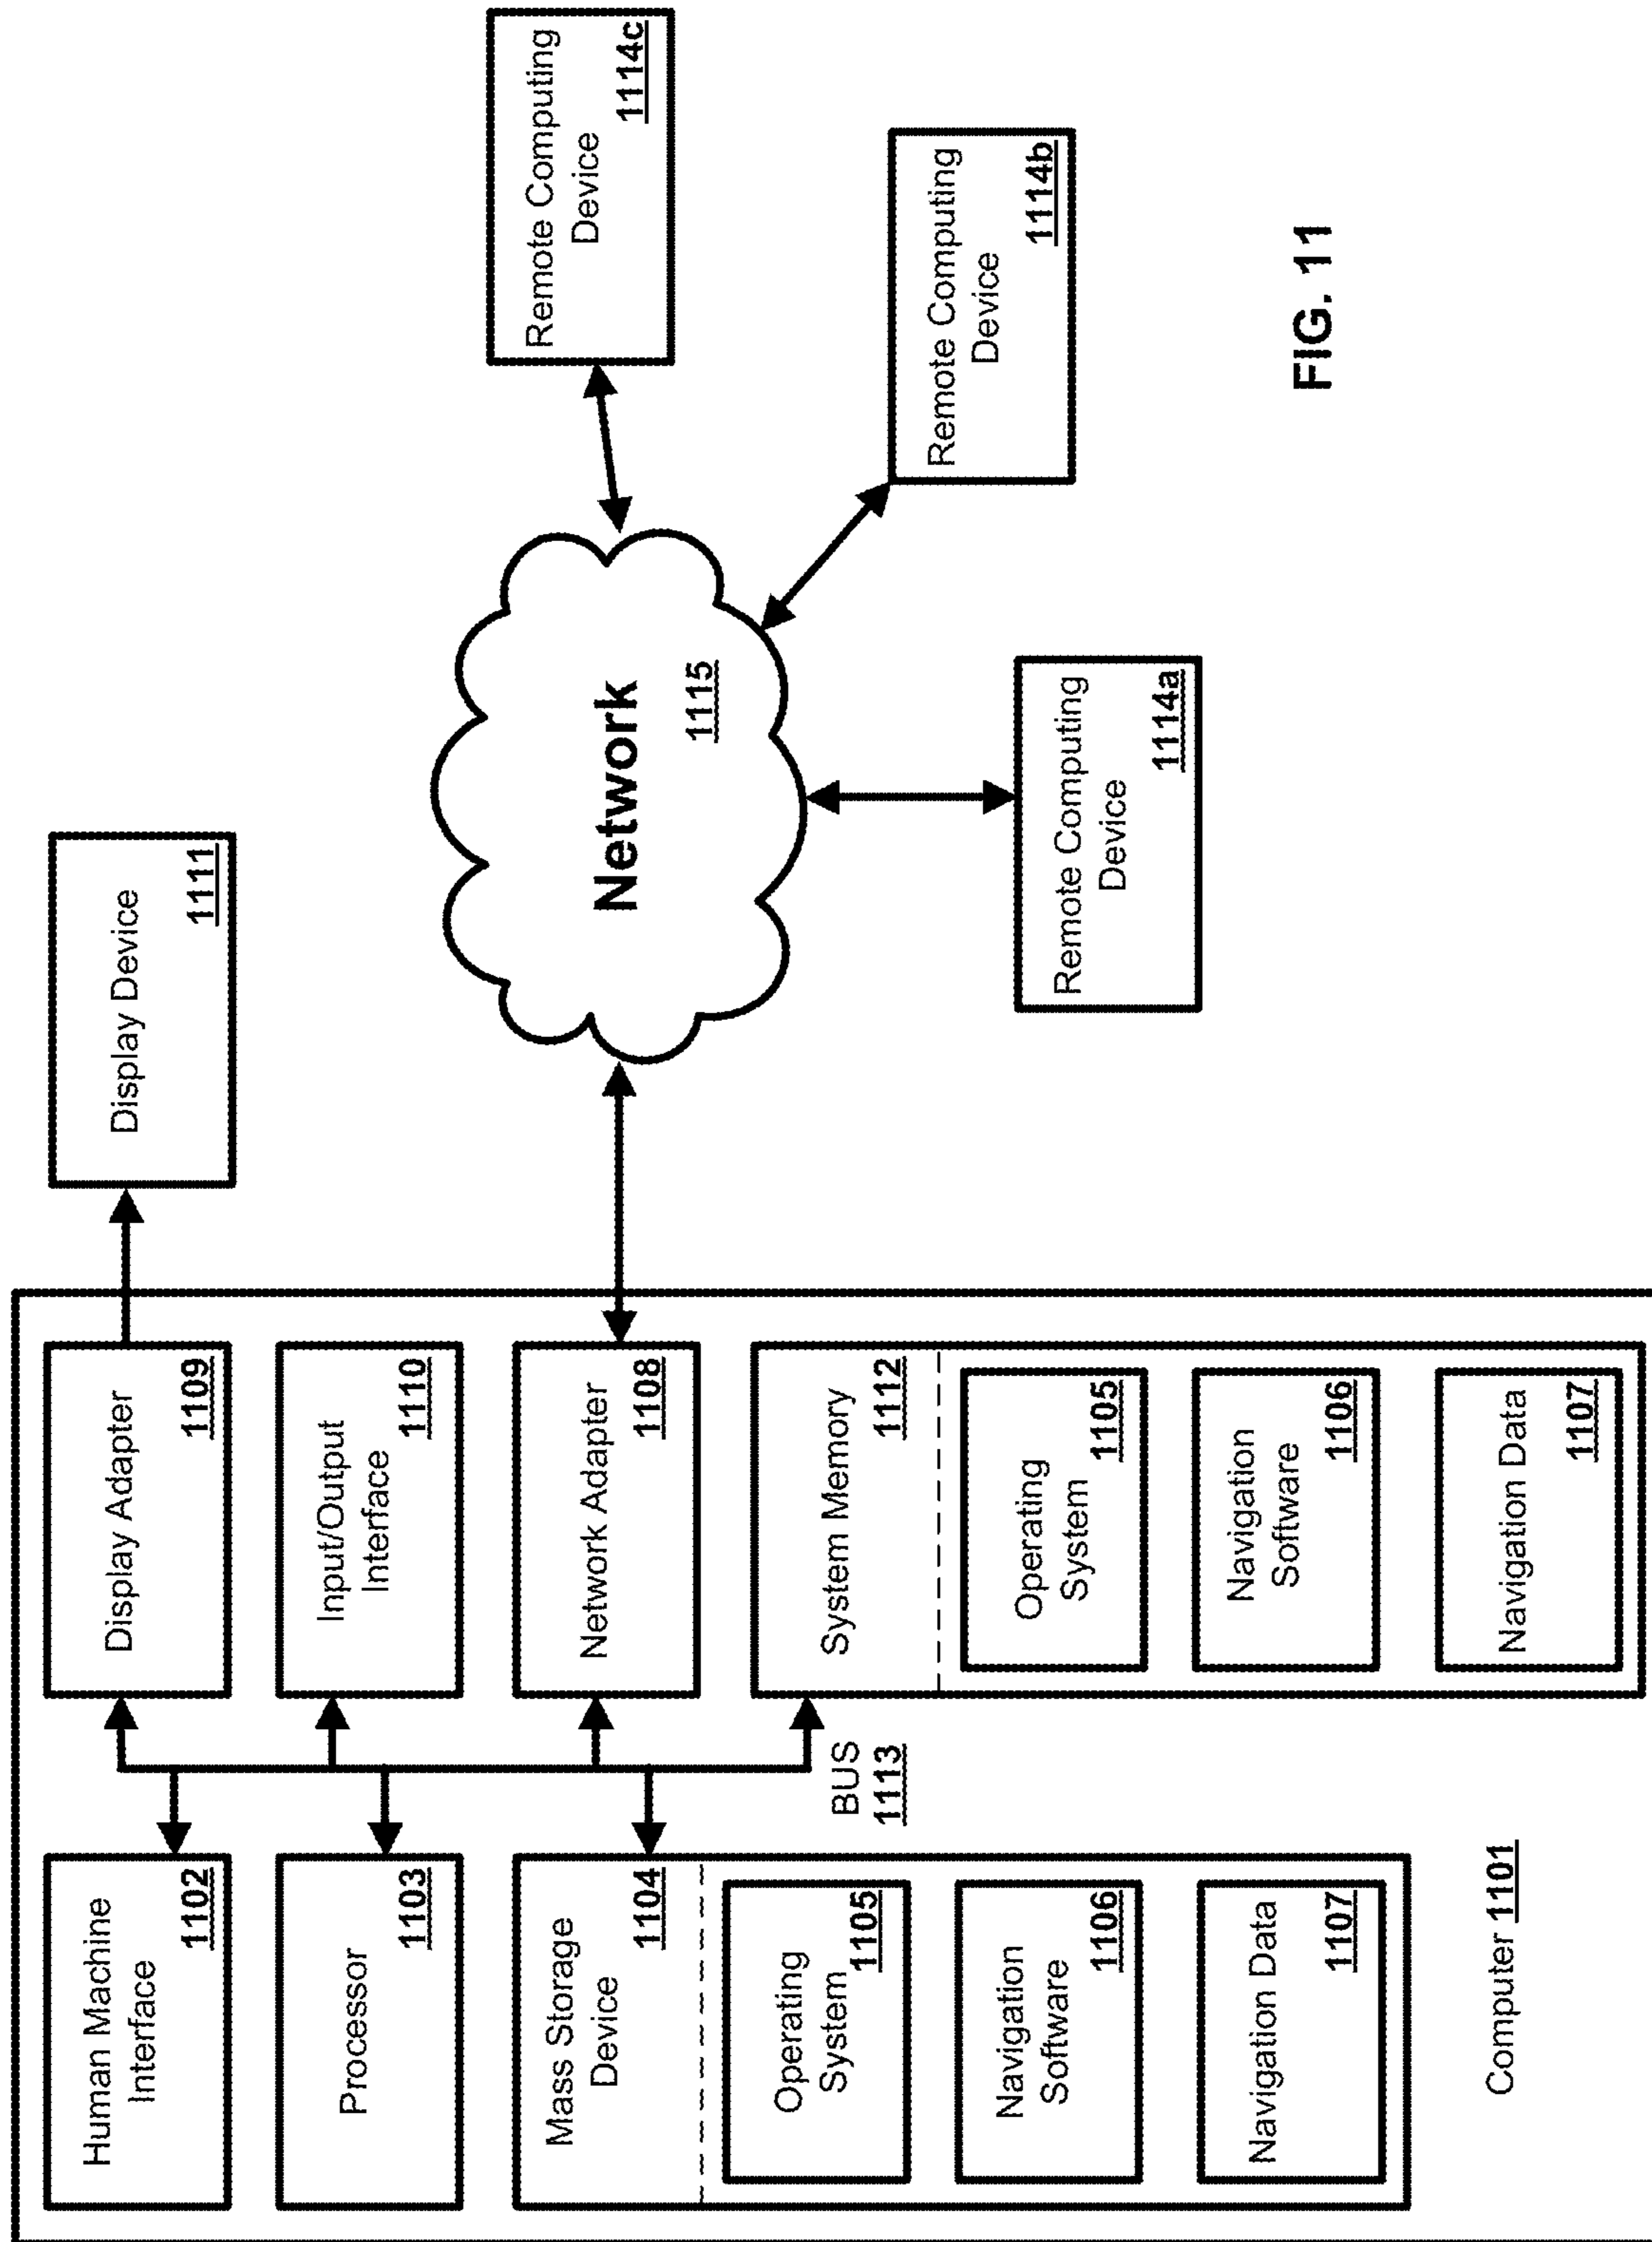 Human Machine
Interface
1102
Processor
1103
Mass Storage
Device
1104
Operating
System
1105
Navigation
Software
1106
Navigation Data
1107
Computer 1101
BUS
1113
Display Adapter
1109
Input/Output
Interface
1110
Network Adapter
1108
System Memory
1112
Operating
System
1105
Navigation
Software
1106
Navigation Data
1107
Display Device
1111
Network
1115
Remote Computing
Device
1114a
Remote Computing
Device
1114b
Remote Computing
Device
1114c
FIG. 11